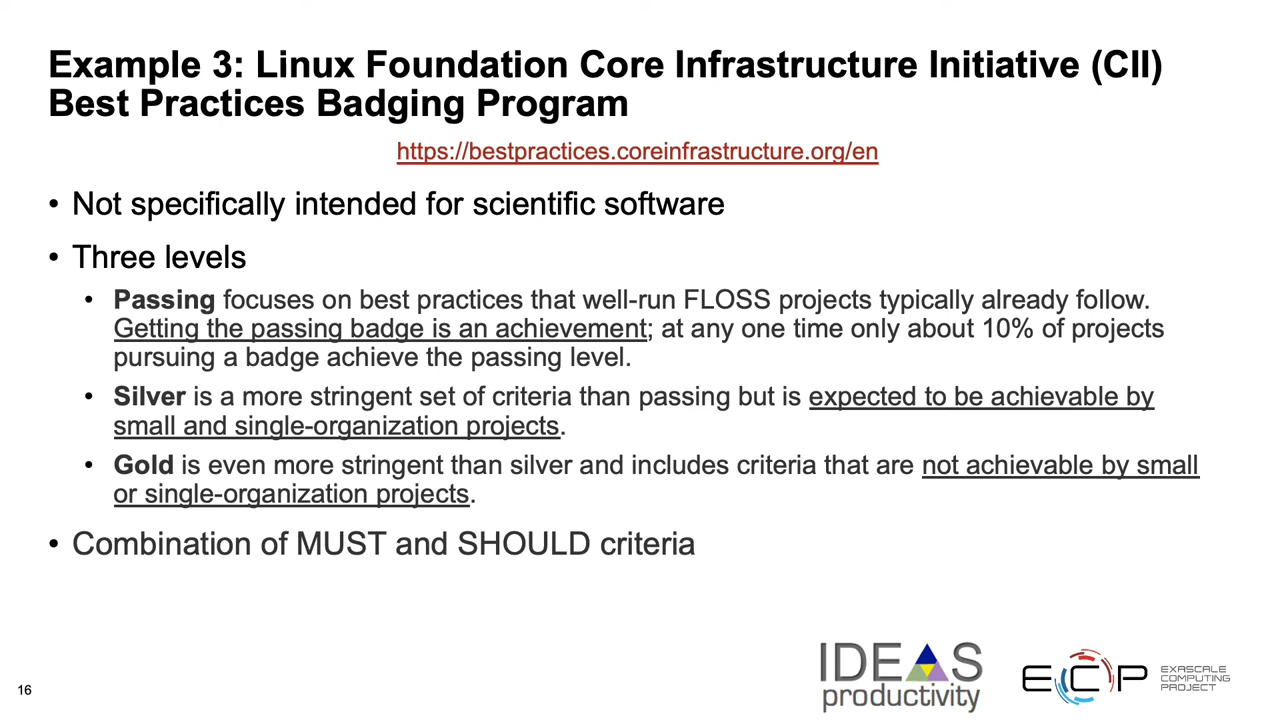 Example 3: Linux Foundation Core Infrastructure Initiative (CII)
Best Practices Badging Program
https://bestpractices.coreinfrastructure.org/en
• Not specifically intended for scientific software
• Three levels
• Passing focuses on best practices that well-run FLOSS projects typically already follow.
Getting the passing badge is an achievement; at any one time only about 10% of projects
pursuing a badge achieve the passing level.
• Silver is a more stringent set of criteria than passing but is expected to be achievable by
small and single-organization projects.
• Gold is even more stringent than silver and includes criteria that are not achievable by small
or single-organization projects.
• Combination of MUST and SHOULD criteria
16
IDEAS
productivity
ECP
EXASCALE
COMPUTING
PROJECT